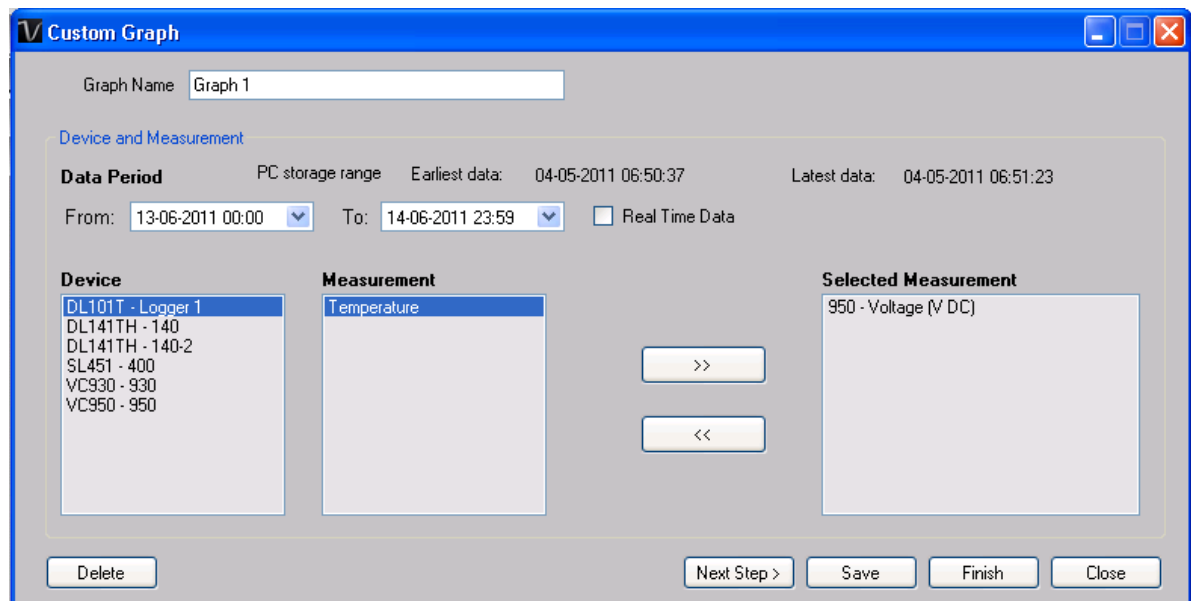 Custom Graph
Graph Name Graph 1
Device and Measurement
Data Period PC storage range Earliest data: 04-05-2011 06:50:37 Latest data: 04-05-2011 06:51:23
From: 13-06-2011 00:00 To: 14-06-2011 23:59 Real Time Data
Device Measurement Selected Measurement
DL101T - Logger 1 Temperature 950 - Voltage (V DC)
DL141TH - 140
DL141TH - 140-2
SL451 - 400
VC930 - 930
VC950 - 950
>>
<<
Delete Next Step > Save Finish Close